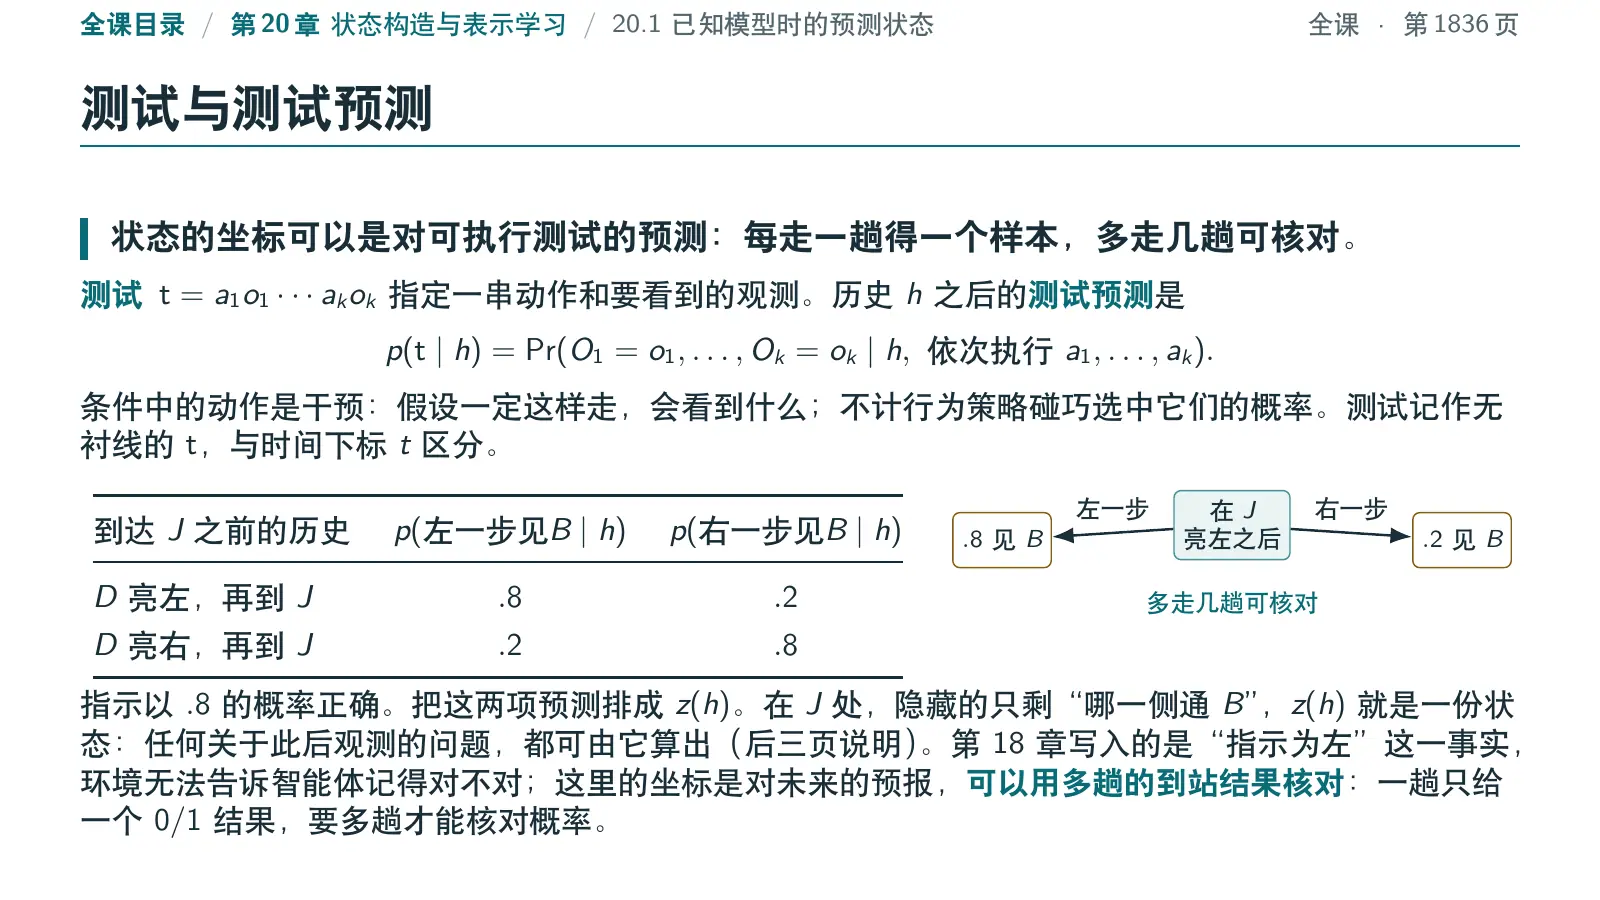 全课目录 / 第 20 章 状态构造与表示学习 / 20.1 已知模型时的预测状态
全课 · 第 1836 页
测试与测试预测
状态的坐标可以是对可执行测试的预测：每走一趟得一个样本，多走几趟可核对。
测试 t = a₁o₁ ⋯ aₖoₖ 指定一串动作和要看到的观测。历史 h 之后的测试预测是
p(t | h) = Pr(O₁ = o₁, …, Oₖ = oₖ | h, 依次执行 a₁, …, aₖ).
条件中的动作是干预：假设一定这样走，会看到什么；不计行为策略碰巧选中它们的概率。测试记作无
衬线的 t，与时间下标 t 区分。
到达 J 之前的历史 p(左一步见B | h) p(右一步见B | h)
D 亮左，再到 J .8 .2
D 亮右，再到 J .2 .8
左一步
在 J
亮左之后
右一步
.8 见 B
.2 见 B
多走几趟可核对
指示以 .8 的概率正确。把这两项预测排成 z(h)。在 J 处，隐藏的只剩 “哪一侧通 B”，z(h) 就是一份状
态：任何关于此后观测的问题，都可由它算出（后三页说明）。第 18 章写入的是 “指示为左” 这一事实，
环境无法告诉智能体记得对不对；这里的坐标是对未来的预报，可以用多趟的到站结果核对：一趟只给
一个 0/1 结果，要多趟才能核对概率。